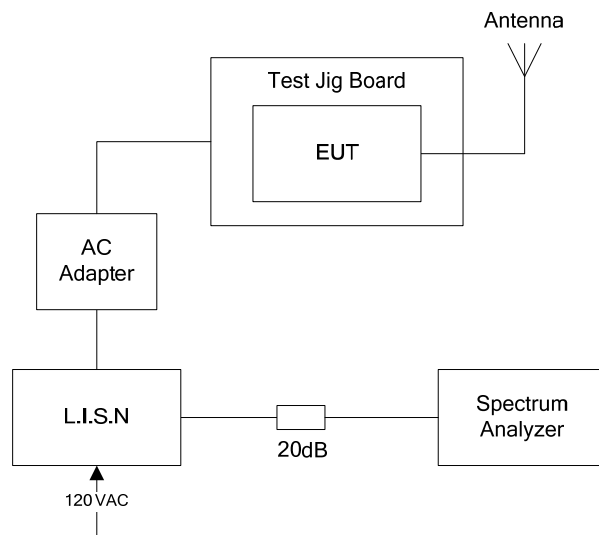 Antenna
Test Jig Board
EUT
AC
Adapter
L.I.S.N
20dB
Spectrum
Analyzer
120 VAC